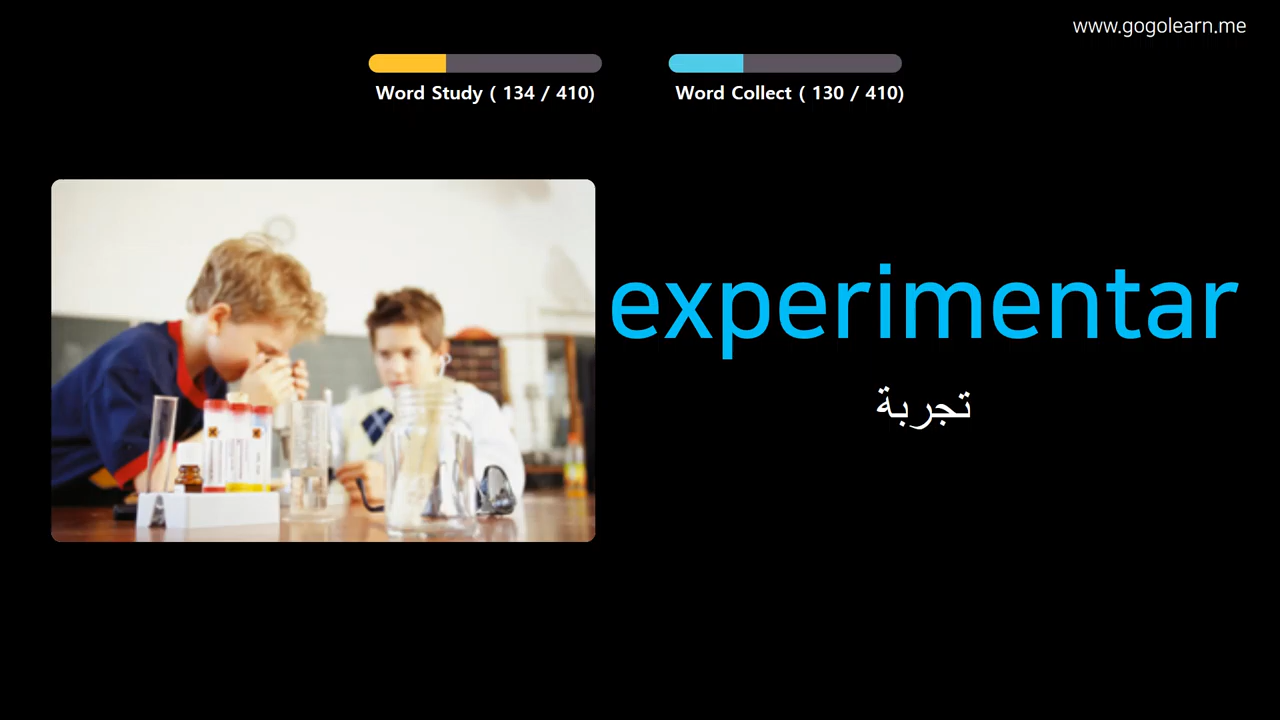 www.gogolearn.me
Word Study ( 134 / 410)
Word Collect ( 130 / 410)
experimentar
تجربة